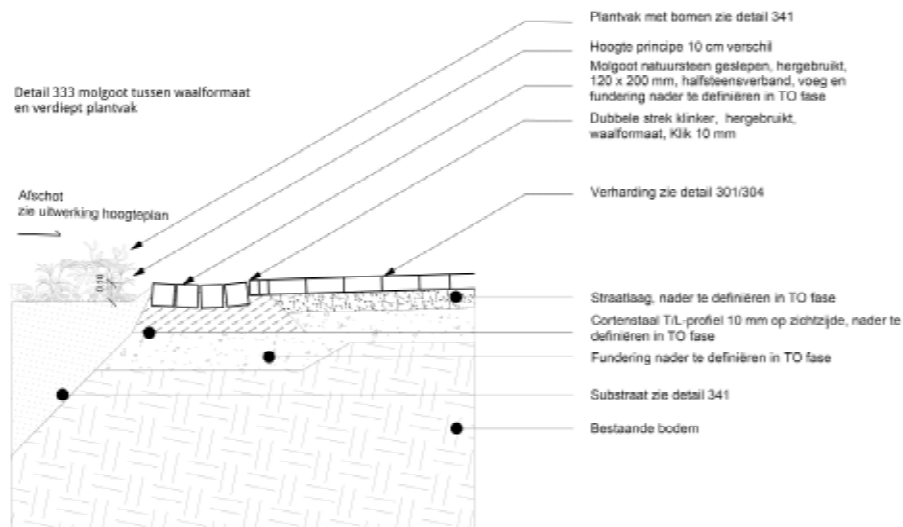 Detail 333 molgoot tussen waalformaat
en verdiept plantvak
Afschot
zie uitwerking hoogteplan
0.10
Plantvak met bomen zie detail 341
Hoogte principe 10 cm verschil
Molgoot natuursteen geslepen, hergebruikt,
120 x 200 mm, halfsteensverband, voeg en
fundering nader te definiëren in TO fase
Dubbele strek klinker, hergebruikt,
waalformaat, Klik 10 mm
Verharding zie detail 301/304
Straatlaag, nader te definiëren in TO fase
Cortenstaal T/L-profiel 10 mm op zichtzijde, nader te
definiëren in TO fase
Fundering nader te definiëren in TO fase
Substraat zie detail 341
Bestaande bodem